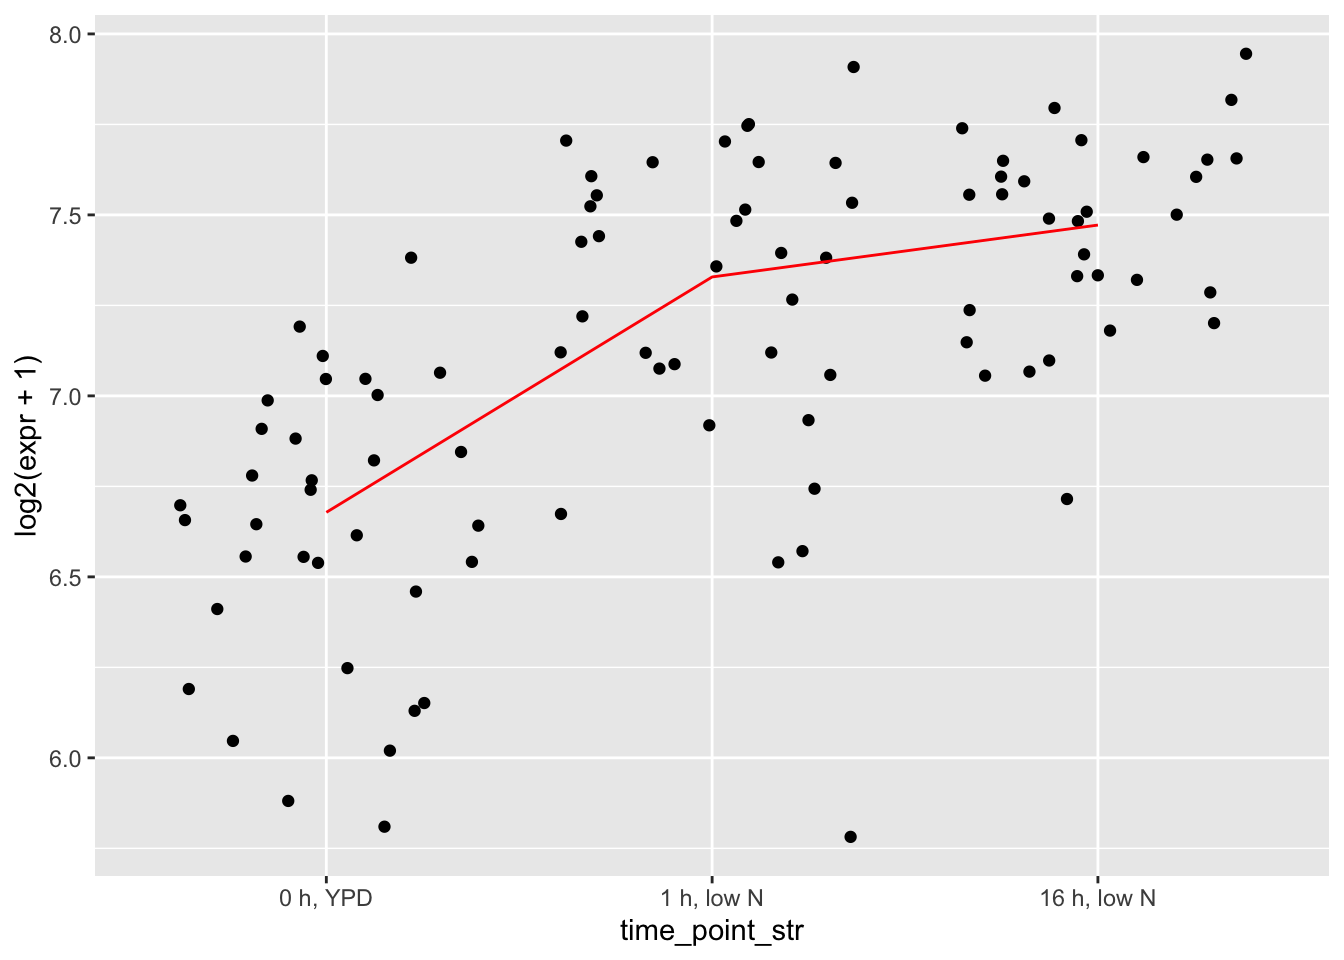 8.0
7.5
7.0
6.5
6.0
log2(expr + 1)
0 h, YPD
1 h, low N
16 h, low N
time_point_str